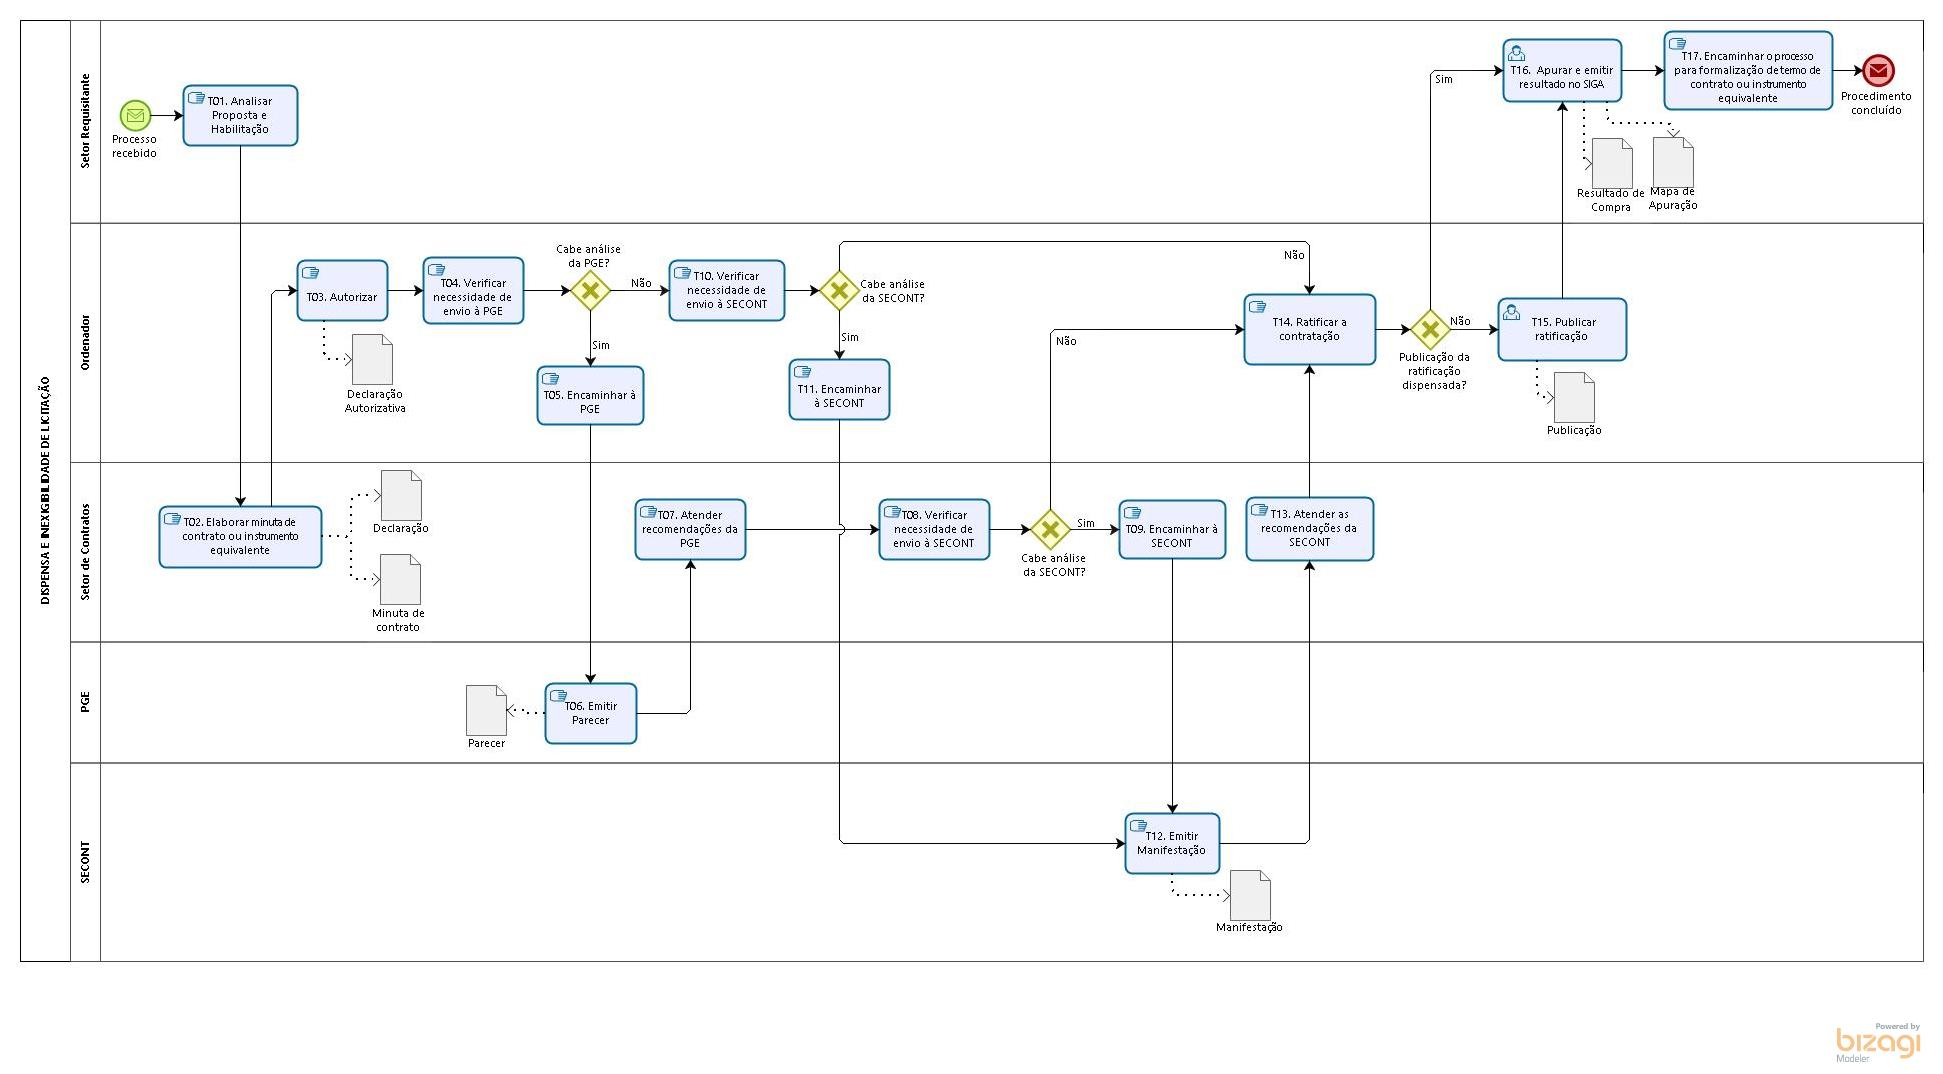 DISPENSA E INEXIGIBILIDADE DE LICITAÇÃO
Setor Requisitante
Processo
recebido
T01. Analisar
Proposta e
Habilitação
Sim
T16. Apurar e emitir
resultado no SIGA
T17. Encaminhar o processo
para formalização de termo de
contrato ou instrumento
equivalente
Procedimento
concluído
Resultado de
Compra
Mapa de
Apuração
Ordenador
T03. Autorizar
Declaração
Autorizativa
T04. Verificar
necessidade de
envio à PGE
Cabe análise
da PGE?
Não
Sim
T05. Encaminhar à
PGE
T10. Verificar
necessidade de
envio à SECONT
Cabe análise
da SECONT?
Não
Sim
T11. Encaminhar
à SECONT
Não
T14. Ratificar a
contratação
Publicação da
ratificação
dispensada?
Não
T15. Publicar
ratificação
Publicação
Setor de Contratos
T02. Elaborar minuta de
contrato ou instrumento
equivalente
Declaração
Minuta de
contrato
T07. Atender
recomendações da
PGE
T08. Verificar
necessidade de
envio à SECONT
Cabe análise
da SECONT?
Sim
T09. Encaminhar à
SECONT
T13. Atender as
recomendações da
SECONT
PGE
Parecer
T06. Emitir
Parecer
SECONT
T12. Emitir
Manifestação
Manifestação
Powered by
bizagi
Modeler